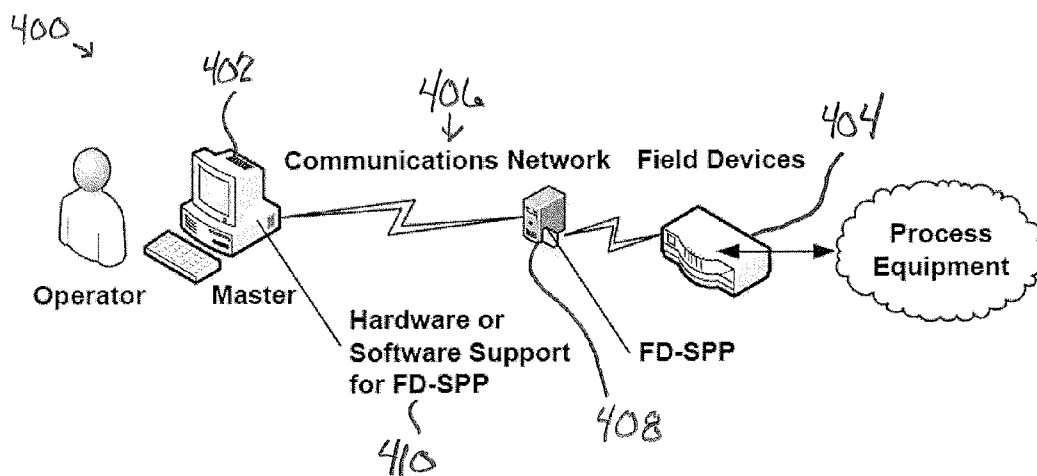 400
402
406
404
Communications Network
Field Devices
Process
Equipment
Operator
Master
Hardware or
Software Support
for FD-SPP
FD-SPP
408
410